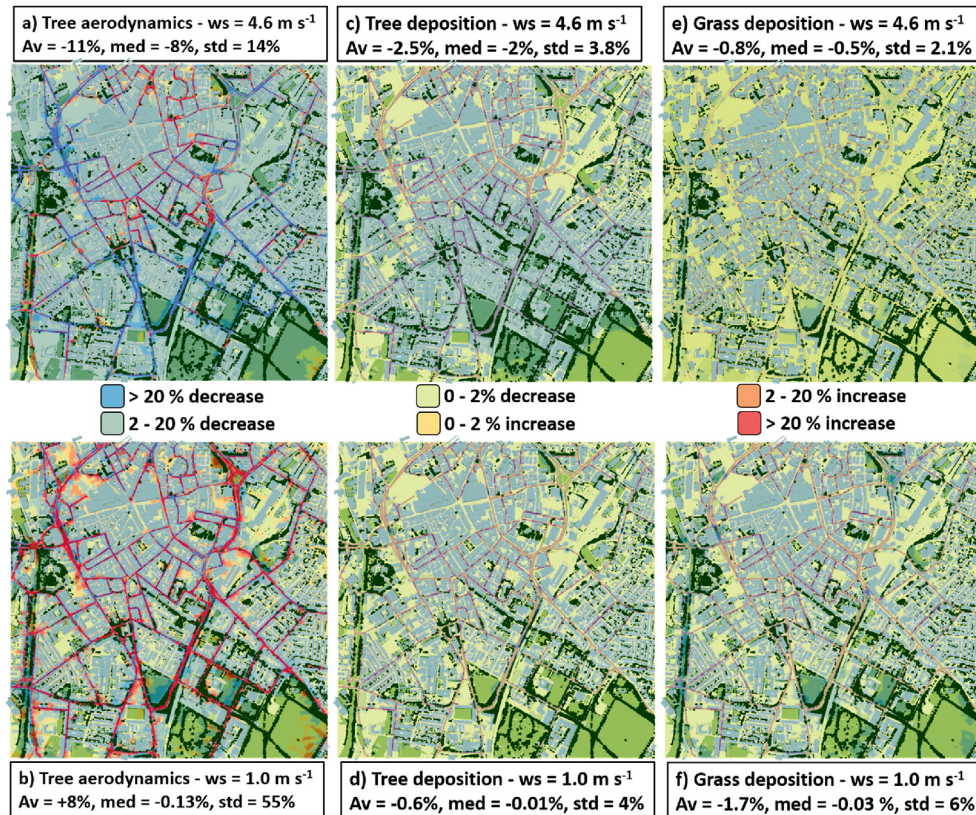 a) Tree aerodynamics - ws = 4.6 m s⁻¹
Av = -11%, med = -8%, std = 14%
c) Tree deposition - ws = 4.6 m s⁻¹
Av = -2.5%, med = -2%, std = 3.8%
e) Grass deposition - ws = 4.6 m s⁻¹
Av = -0.8%, med = -0.5%, std = 2.1%
> 20 % decrease
2 - 20 % decrease
0 - 2% decrease
0 - 2 % increase
2 - 20 % increase
> 20 % increase
b) Tree aerodynamics - ws = 1.0 m s⁻¹
Av = +8%, med = -0.13%, std = 55%
d) Tree deposition - ws = 1.0 m s⁻¹
Av = -0.6%, med = -0.01%, std = 4%
f) Grass deposition - ws = 1.0 m s⁻¹
Av = -1.7%, med = -0.03 %, std = 6%